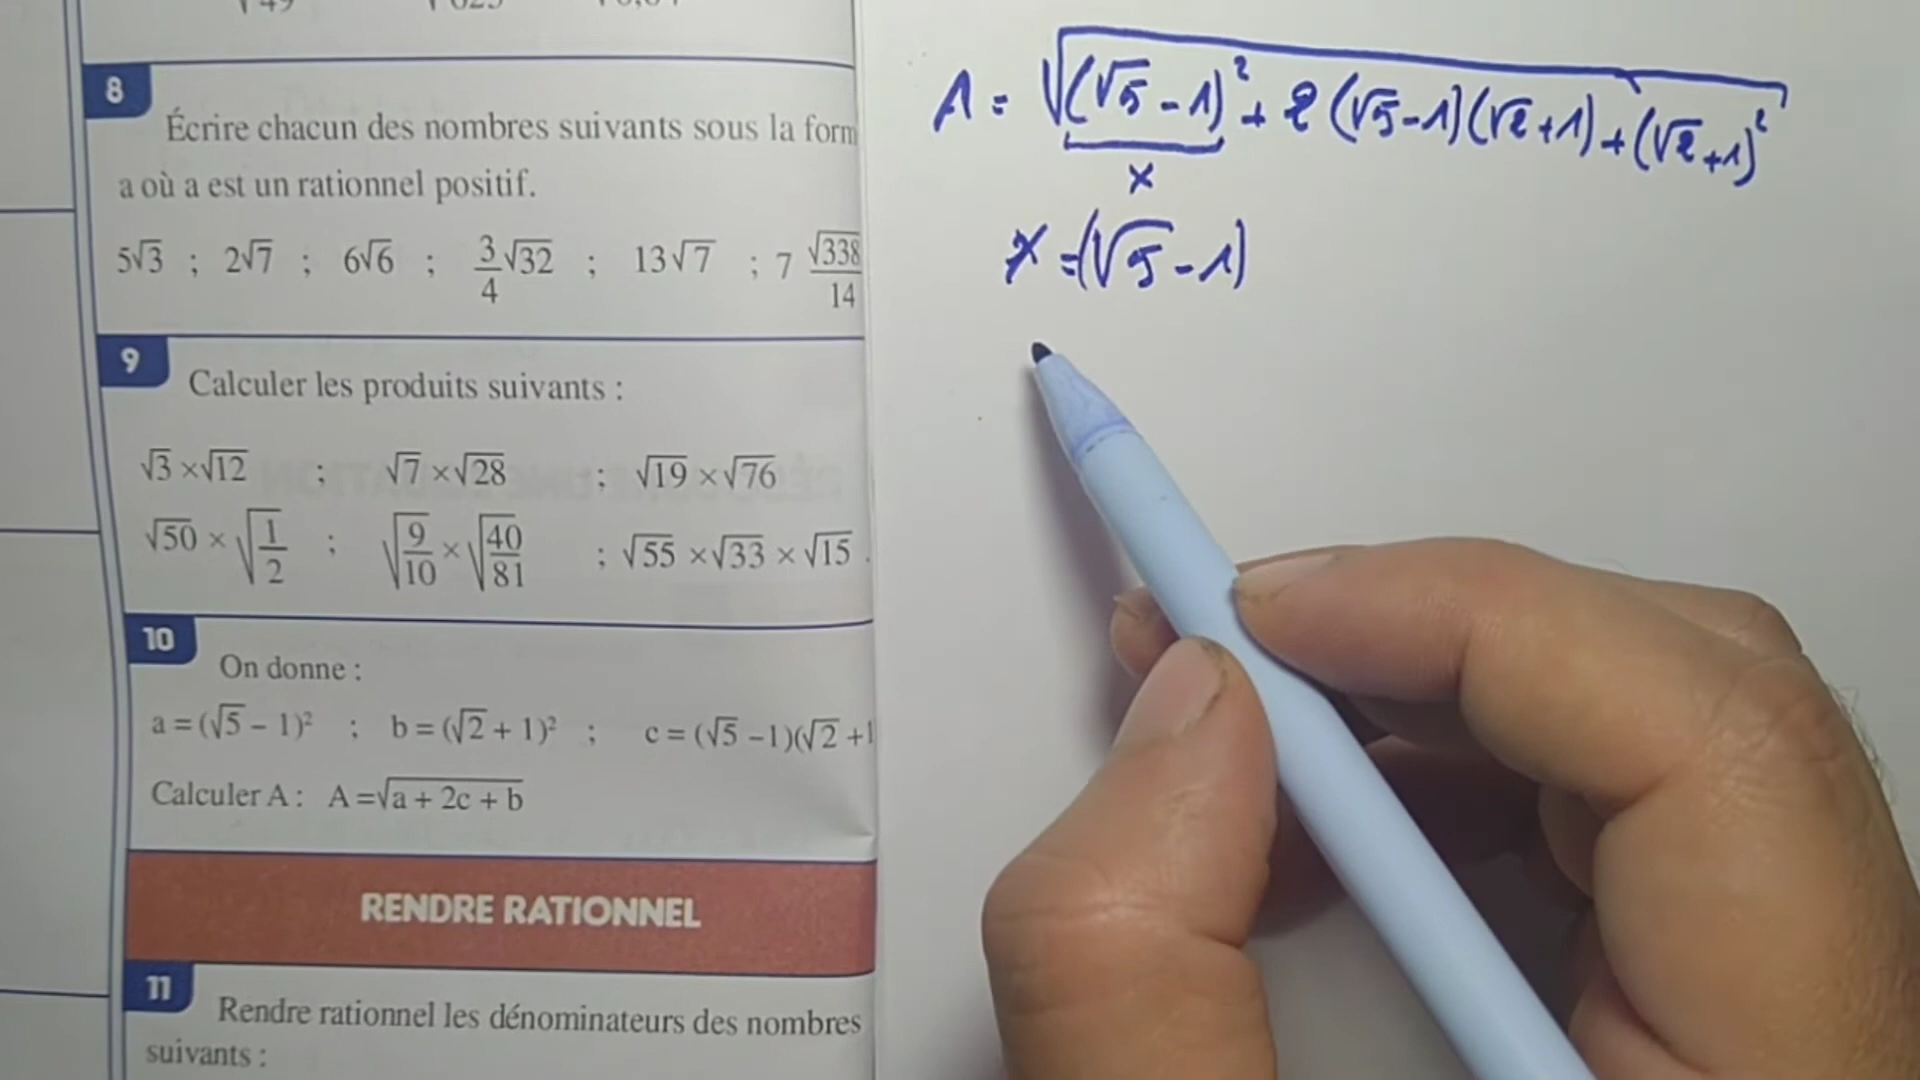 8
Écrire chacun des nombres suivants sous la form
a où a est un rationnel positif.
5√3 ; 2√7 ; 6√6 ; 3/4 √32 ; 13√7 ; 7 √338/14
9
Calculer les produits suivants :
√3 ×√12 ; √7 ×√28 ; √19 ×√76
√50 × √(1/2) ; √(9/10) × √(40/81) ; √55 ×√33 × √15 .
10
On donne :
a = (√5 – 1)² ; b = (√2 + 1)² ; c = (√5 –1)(√2 +1
Calculer A : A =√(a + 2c + b)
RENDRE RATIONNEL
11
Rendre rationnel les dénominateurs des nombres
suivants :
A = √((√5 - 1)² + 2 (√5-1)(√2+1) + (√2+1)²)
x
x = (√5 - 1)